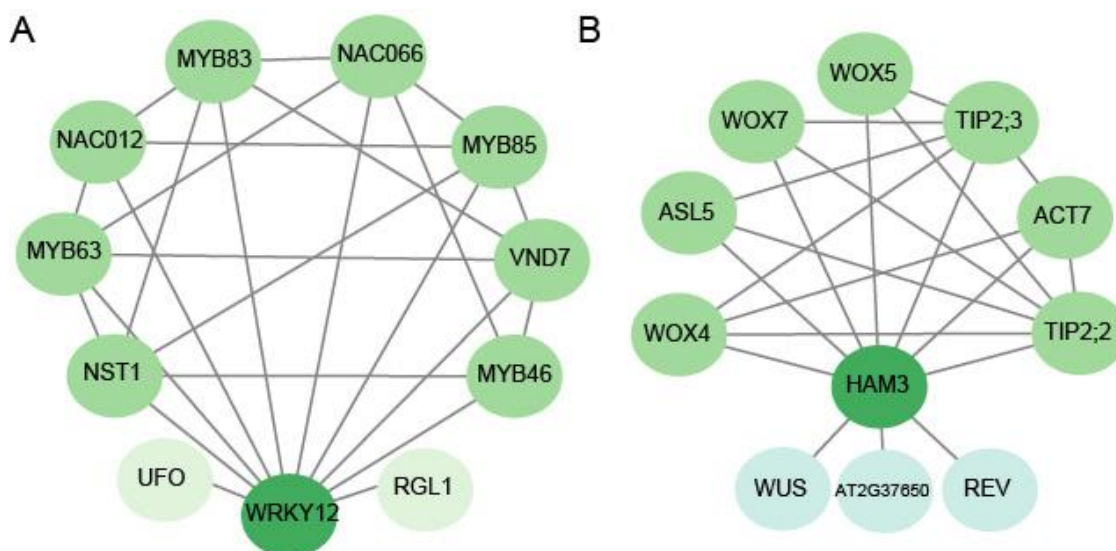 A
MYB83
NAC066
NAC012
MYB85
MYB63
VND7
NST1
MYB46
UFO
RGL1
WRKY12
B
WOX5
WOX7
TIP2;3
ASL5
ACT7
WOX4
TIP2;2
HAM3
WUS
AT2G37650
REV